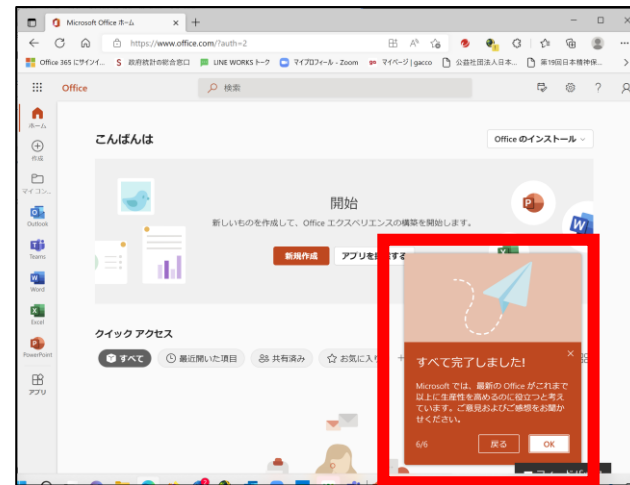 Microsoft Office ホーム
https://www.office.com/?auth=2
Office 365 にサインイ...
政府統計の総合窓口
LINE WORKS トーク
マイプロフィール - Zoom
マイページ | gacco
公益社団法人日本...
第19回日本精神保...
Office
検索
ホーム
作成
マイ コン...
Outlook
Teams
Word
Excel
PowerPoint
アプリ
こんばんは
Office のインストール
開始
新しいものを作成して、Office エクスペリエンスの構築を開始します。
新規作成
クイック アクセス
すべて
最近開いた項目
共有済み
お気に入り
すべて完了しました!
Microsoft では、最新の Office がこれまで
以上に生産性を高めるのに役立つと考え
ています。ご意見およびご感想をお聞か
せください。
6/6
戻る
OK